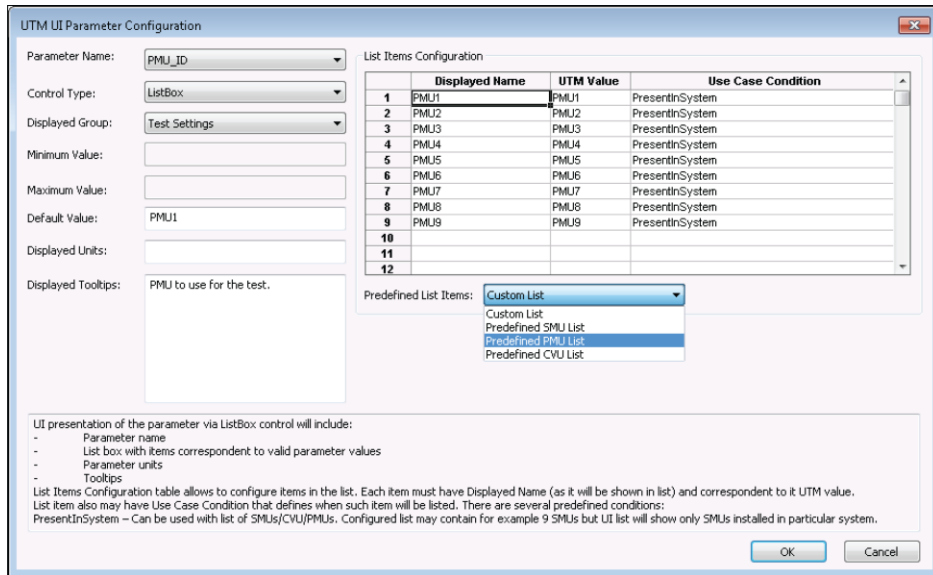 UTM UI Parameter Configuration
Parameter Name: PMU_ID
Control Type: ListBox
Displayed Group: Test Settings
Minimum Value:
Maximum Value:
Default Value: PMU1
Displayed Units:
Displayed Tooltips: PMU to use for the test.
List Items Configuration
Displayed Name UTM Value Use Case Condition
1 PMU1 PMU1 PresentInSystem
2 PMU2 PMU2 PresentInSystem
3 PMU3 PMU3 PresentInSystem
4 PMU4 PMU4 PresentInSystem
5 PMU5 PMU5 PresentInSystem
6 PMU6 PMU6 PresentInSystem
7 PMU7 PMU7 PresentInSystem
8 PMU8 PMU8 PresentInSystem
9 PMU9 PMU9 PresentInSystem
10
11
12
Predefined List Items: Custom List
Custom List
Predefined SMU List
Predefined PMU List
Predefined CVU List
UI presentation of the parameter via ListBox control will include:
- Parameter name
- List box with items correspondent to valid parameter values
- Parameter units
- Tooltips
List Items Configuration table allows to configure items in the list. Each item must have Displayed Name (as it will be shown in list) and correspondent to it UTM value.
List item also may have Use Case Condition that defines when such item will be listed. There are several predefined conditions:
PresentInSystem – Can be used with list of SMUs/CVU/PMUs. Configured list may contain for example 9 SMUs but UI list will show only SMUs installed in particular system.
OK Cancel